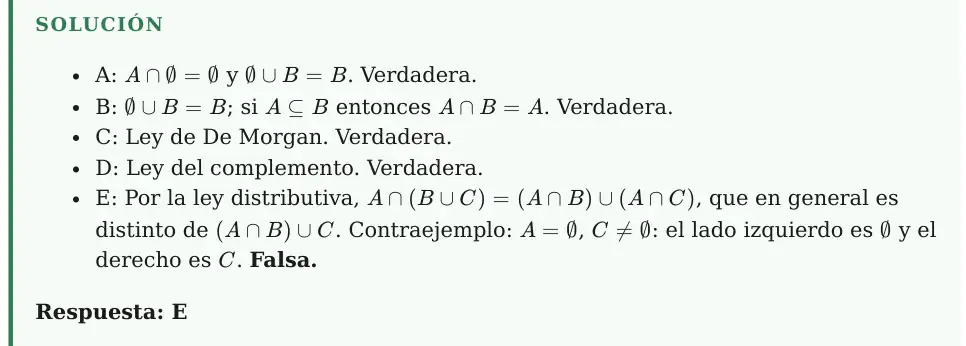 SOLUCIÓN
• A: A ∩ ∅ = ∅ y ∅ ∪ B = B. Verdadera.
• B: ∅ ∪ B = B; si A ⊆ B entonces A ∩ B = A. Verdadera.
• C: Ley de De Morgan. Verdadera.
• D: Ley del complemento. Verdadera.
• E: Por la ley distributiva, A ∩ (B ∪ C) = (A ∩ B) ∪ (A ∩ C), que en general es
distinto de (A ∩ B) ∪ C. Contraejemplo: A = ∅, C ≠ ∅: el lado izquierdo es ∅ y el
derecho es C. Falsa.
Respuesta: E